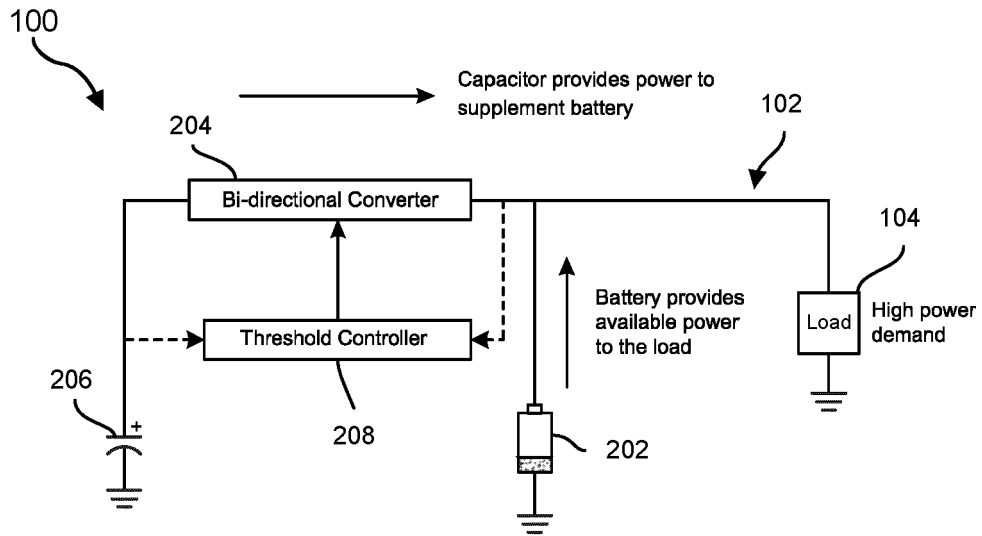 100
Capacitor provides power to
supplement battery
102
204
Bi-directional Converter
104
Battery provides
available power
to the load
Load
High power
demand
Threshold Controller
206
+
208
202